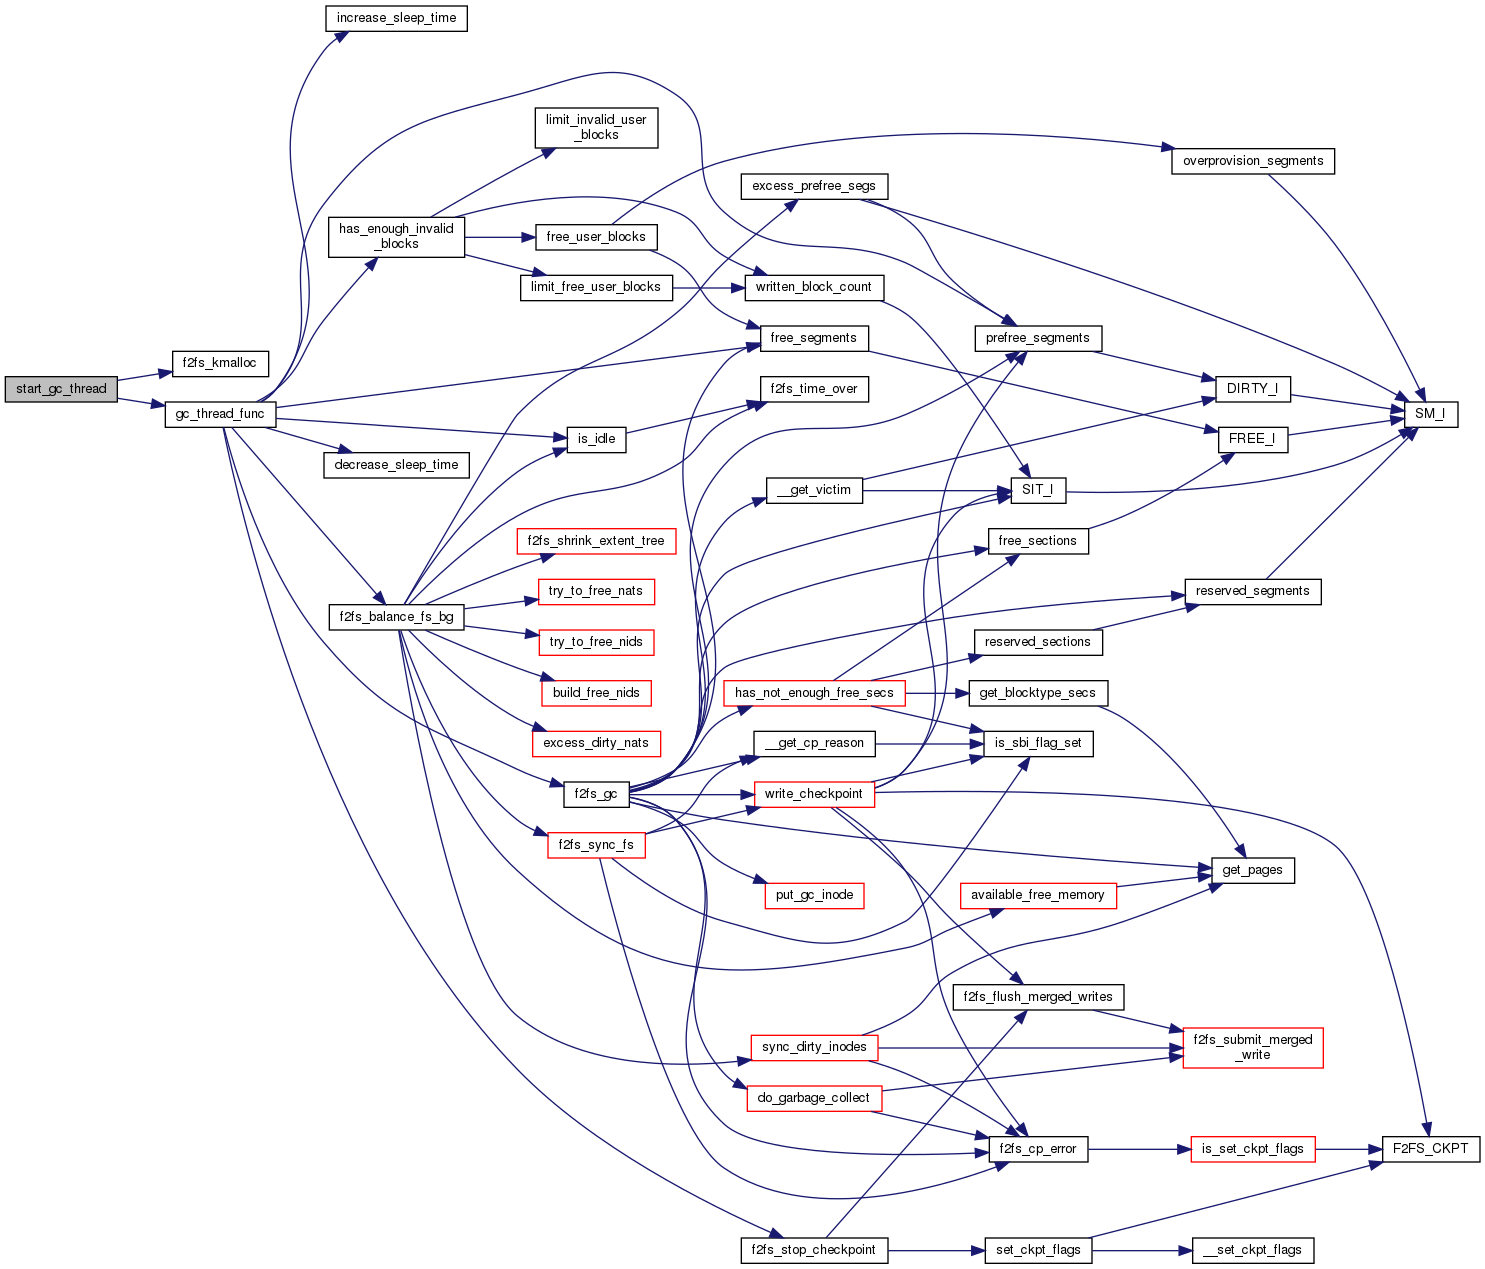 increase_sleep_time
limit_invalid_user
_blocks
overprovision_segments
excess_prefree_segs
has_enough_invalid
_blocks
free_user_blocks
limit_free_user_blocks
written_block_count
free_segments
prefree_segments
f2fs_kmalloc
start_gc_thread
f2fs_time_over
DIRTY_I
gc_thread_func
SM_I
is_idle
FREE_I
decrease_sleep_time
__get_victim
SIT_I
f2fs_shrink_extent_tree
free_sections
try_to_free_nats
reserved_segments
f2fs_balance_fs_bg
try_to_free_nids
reserved_sections
build_free_nids
has_not_enough_free_secs
get_blocktype_secs
excess_dirty_nats
__get_cp_reason
is_sbi_flag_set
f2fs_gc
write_checkpoint
f2fs_sync_fs
get_pages
put_gc_inode
available_free_memory
f2fs_flush_merged_writes
sync_dirty_inodes
f2fs_submit_merged
_write
do_garbage_collect
f2fs_cp_error
is_set_ckpt_flags
F2FS_CKPT
f2fs_stop_checkpoint
set_ckpt_flags
__set_ckpt_flags